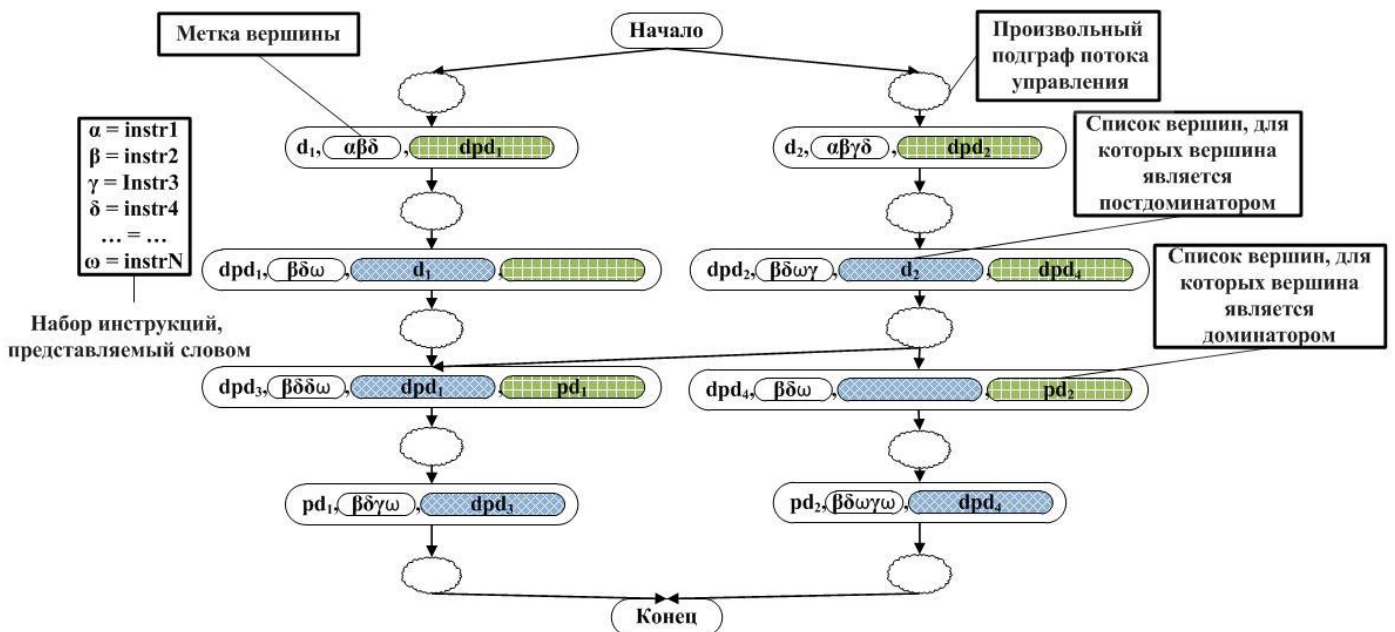 Начало
Метка вершины
Произвольный
подграф потока
управления
α = instr1
β = instr2
γ = Instr3
δ = instr4
... = ...
ω = instrN
Набор инструкций,
представляемый словом
d₁, αβδ , dpd₁
d₂, αβγδ , dpd₂
Список вершин, для
которых вершина
является
постдоминатором
dpd₁, βδω , d₁ ,
dpd₂, βδωγ , d₂ , dpd₄
Список вершин, для
которых вершина
является
доминатором
dpd₃, βδδω , dpd₁ , pd₁
dpd₄, βδω , , pd₂
pd₁, βδγω , dpd₃
pd₂, βδωγω , dpd₄
Конец